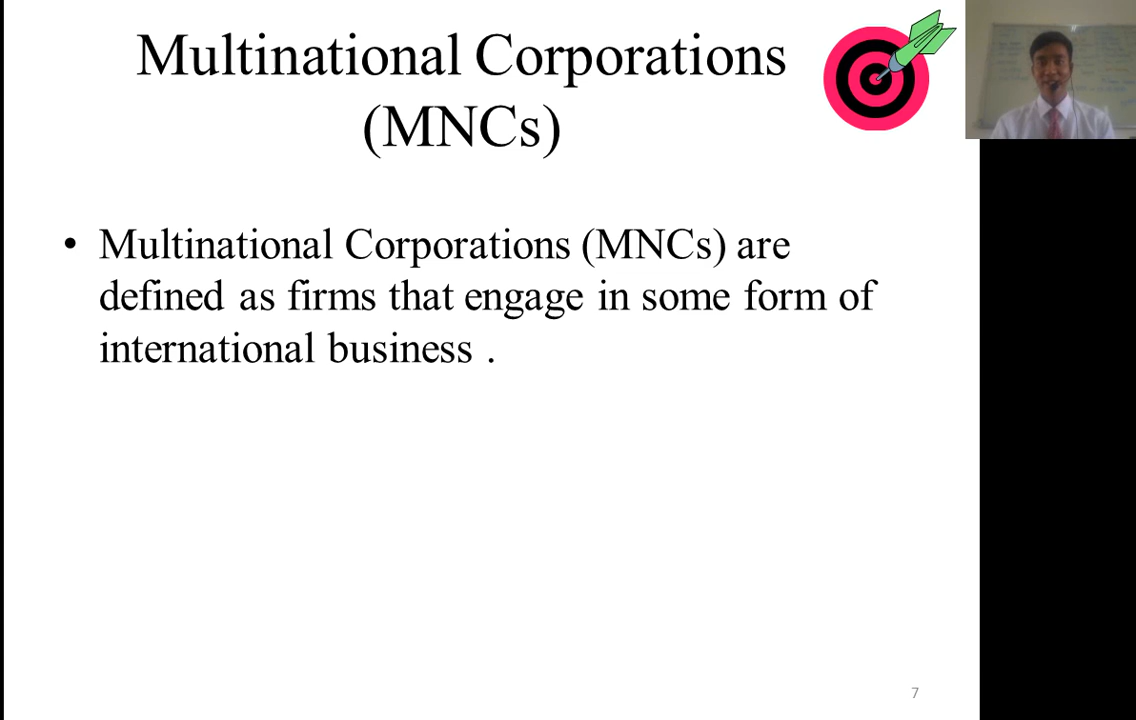 Multinational Corporations
(MNCs)
• Multinational Corporations (MNCs) are
defined as firms that engage in some form of
international business .
7